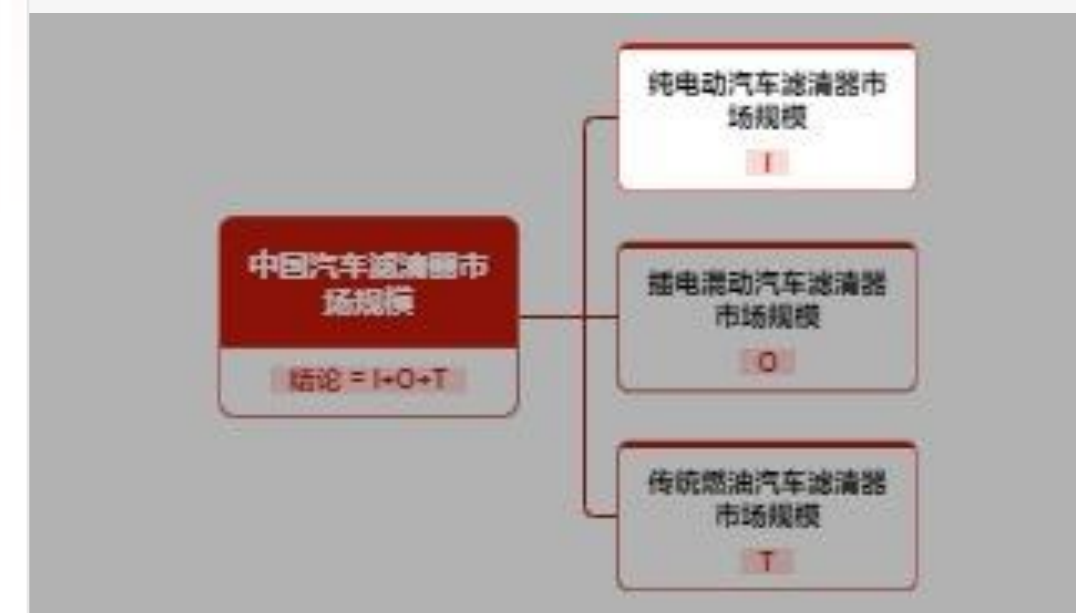 纯电动汽车滤清器市
场规模
I
中国汽车滤清器市
场规模
结论 = I+O+T
插电混动汽车滤清器
市场规模
O
传统燃油汽车滤清器
市场规模
T